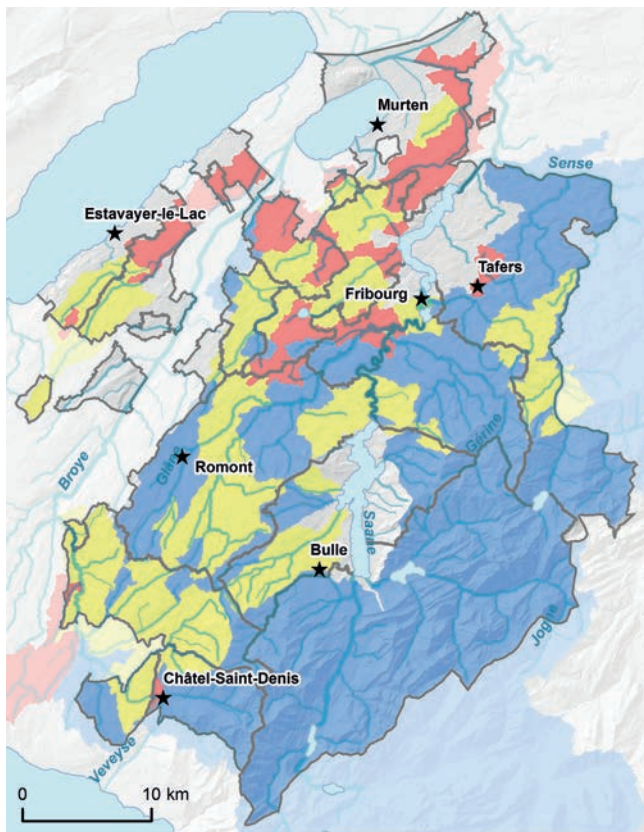 Murten
Sense
Estavayer-le-Lac
Tafers
Fribourg
Gérine
Glâne
Romont
Broye
Saane
Bulle
Jogne
Châtel-Saint-Denis
Veveyse
0 10 km